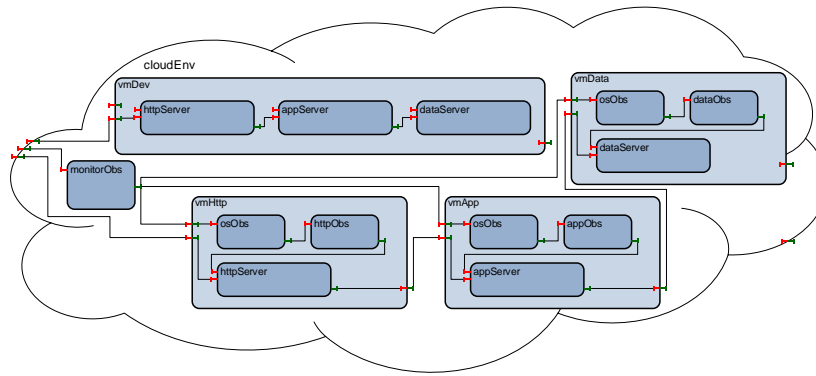 cloudEnv
vmDev
httpServer
appServer
dataServer
vmData
osObs
dataObs
dataServer
monitorObs
vmHttp
osObs
httpObs
httpServer
vmApp
osObs
appObs
appServer